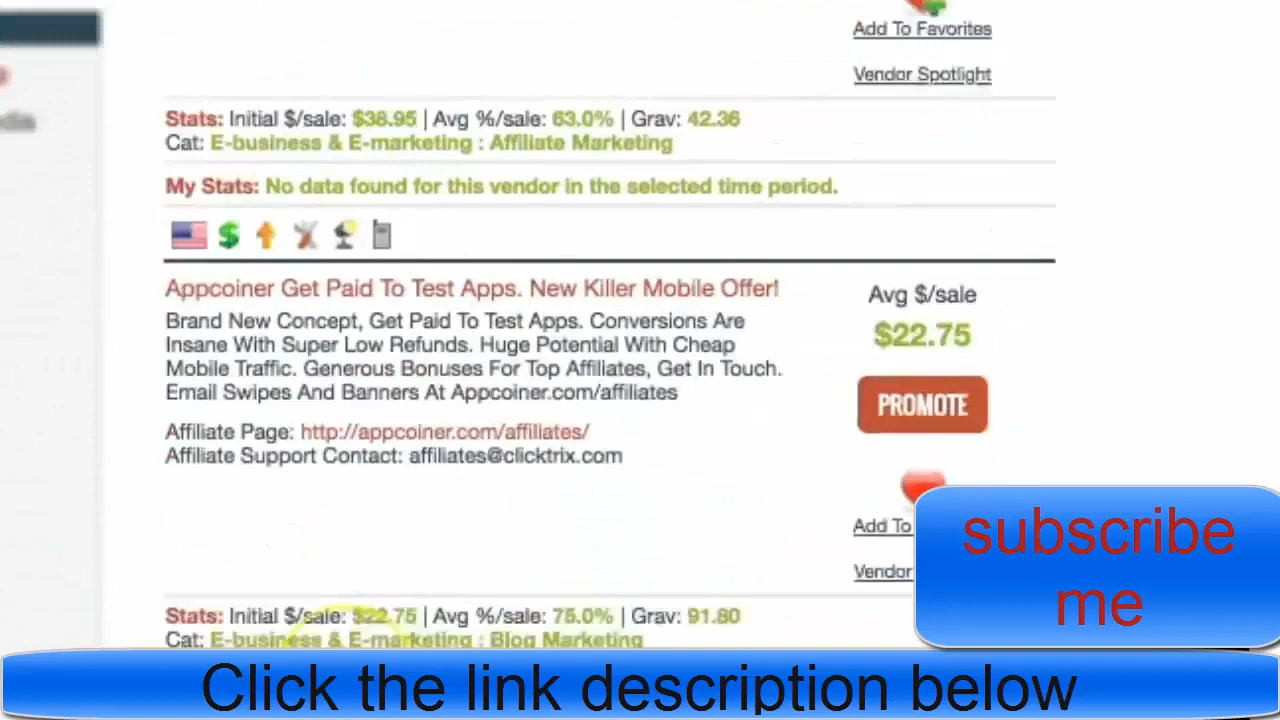 Add To Favorites
Vendor Spotlight
Stats: Initial $/sale: $38.95 | Avg %/sale: 63.0% | Grav: 42.36
Cat: E-business & E-marketing : Affiliate Marketing
My Stats: No data found for this vendor in the selected time period.
Appcoiner Get Paid To Test Apps. New Killer Mobile Offer!
Brand New Concept, Get Paid To Test Apps. Conversions Are
Insane With Super Low Refunds. Huge Potential With Cheap
Mobile Traffic. Generous Bonuses For Top Affiliates, Get In Touch.
Email Swipes And Banners At Appcoiner.com/affiliates
Affiliate Page: http://appcoiner.com/affiliates/
Affiliate Support Contact: affiliates@clicktrix.com
Avg $/sale
$22.75
PROMOTE
Add To
Vendor
Stats: Initial $/sale: $22.75 | Avg %/sale: 75.0% | Grav: 91.80
Cat: E-business & E-marketing : Blog Marketing
subscribe
me
Click the link description below